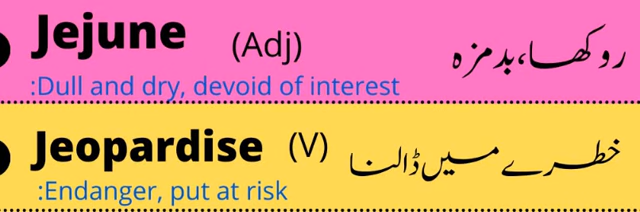 Jejune (Adj) روکھا، بدمزہ
:Dull and dry, devoid of interest
Jeopardise (V) خطرے میں ڈالنا
:Endanger, put at risk